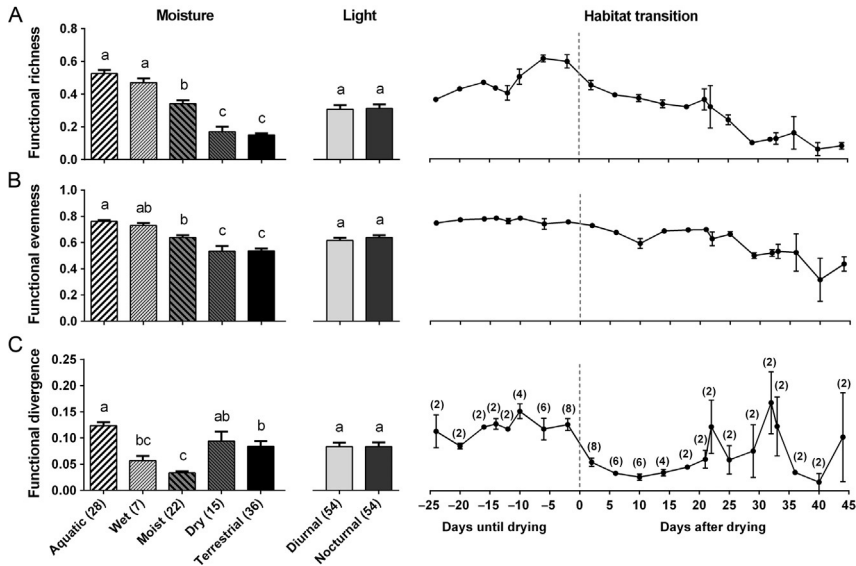 A
Moisture
Light
Habitat transition
Functional richness
0.8
0.6
0.4
0.2
0.0
a
a
b
c
c
a
a
B
Functional evenness
1.0
0.8
0.6
0.4
0.2
0.0
a
ab
b
c
c
a
a
C
Functional divergence
0.25
0.20
0.15
0.10
0.05
0.00
a
bc
c
ab
b
a
a
(2)
(2)
(2)
(2)
(2)
(4)
(6)
(8)
(8)
(6)
(6)
(4)
(2)
(2)
(2)
(2)
(2)
(2)
(2)
(2)
(2)
(2)
Aquatic (28)
Wet (7)
Moist (22)
Dry (15)
Terrestrial (36)
Diurnal (54)
Nocturnal (54)
−25 −20 −15 −10 −5 0 5 10 15 20 25 30 35 40 45
Days until drying
Days after drying